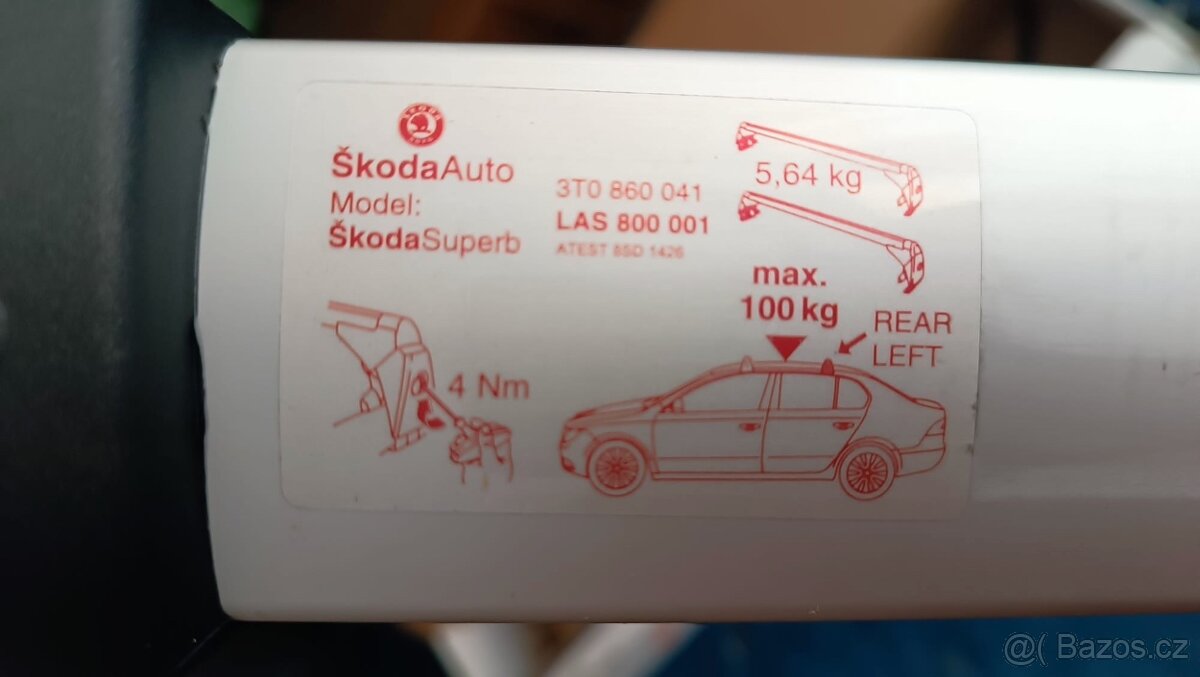 ŠkodaAuto
Model:
ŠkodaSuperb
3T0 860 041
LAS 800 001
ATEST 8SD 1426
5,64 kg
max.
100 kg
REAR
LEFT
4 Nm
@( Bazos.cz